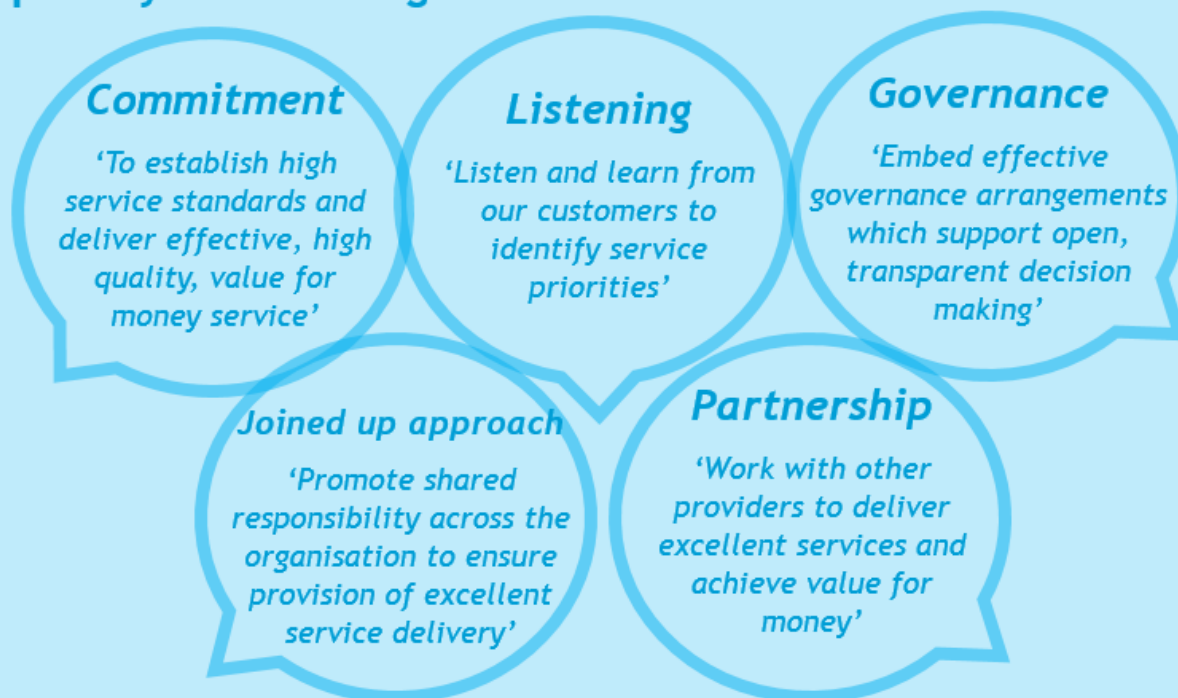 Commitment
‘To establish high
service standards and
deliver effective, high
quality, value for
money service’
Listening
‘Listen and learn from
our customers to
identify service
priorities’
Governance
‘Embed effective
governance arrangements
which support open,
transparent decision
making’
Joined up approach
‘Promote shared
responsibility across the
organisation to ensure
provision of excellent
service delivery’
Partnership
‘Work with other
providers to deliver
excellent services and
achieve value for
money’